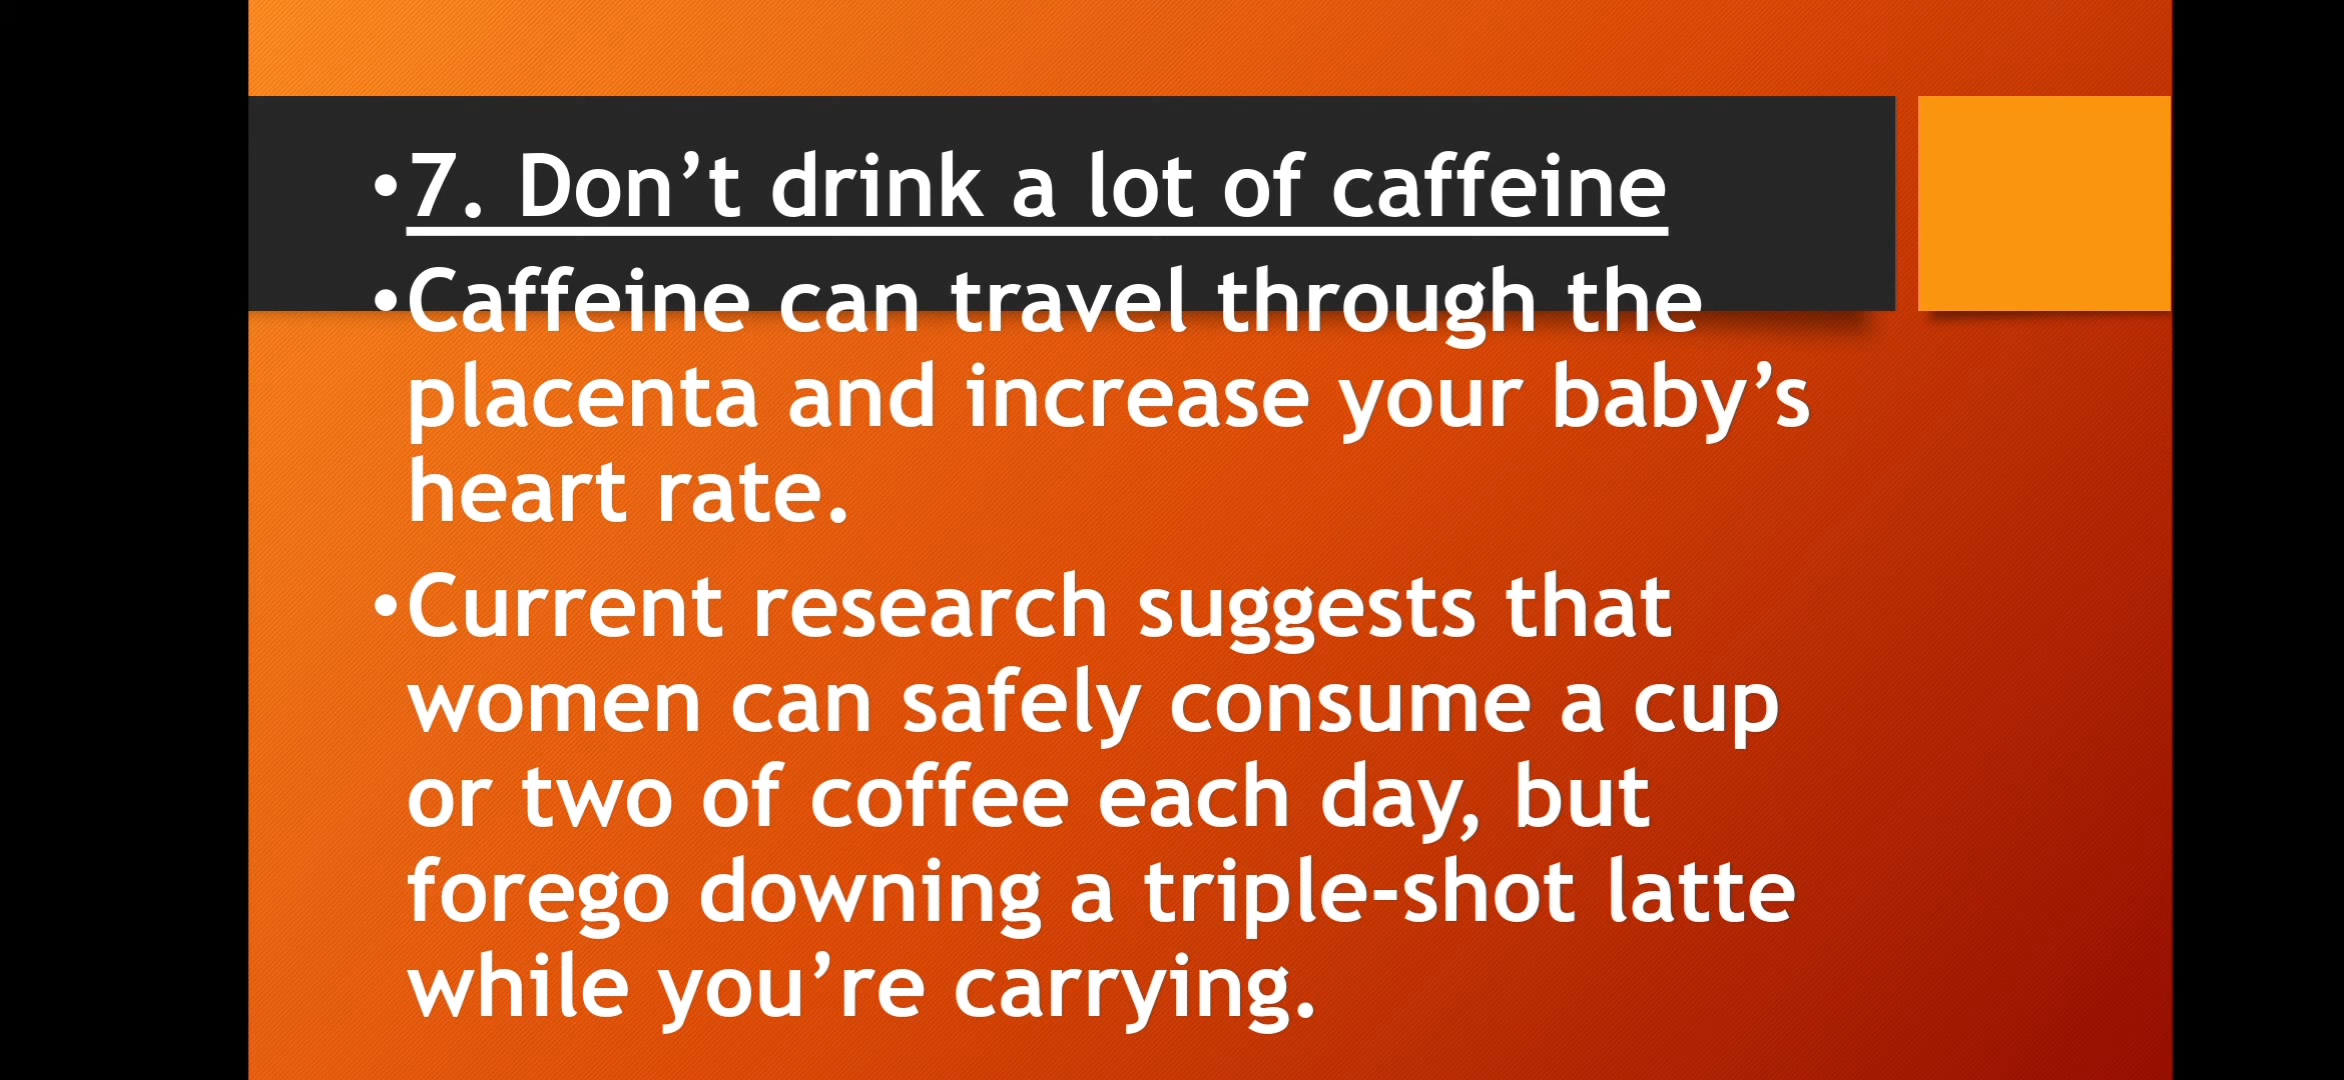 •7. Don’t drink a lot of caffeine
•Caffeine can travel through the
placenta and increase your baby’s
heart rate.
•Current research suggests that
women can safely consume a cup
or two of coffee each day, but
forego downing a triple-shot latte
while you’re carrying.